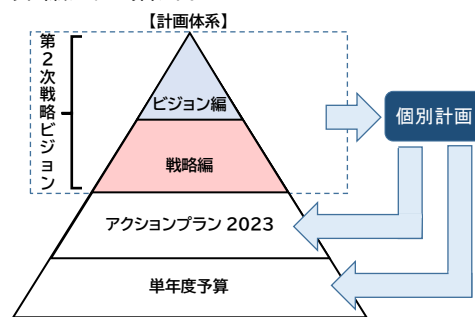 【計画体系】
第2次戦略ビジョン
ビジョン編
戦略編
個別計画
アクションプラン 2023
単年度予算